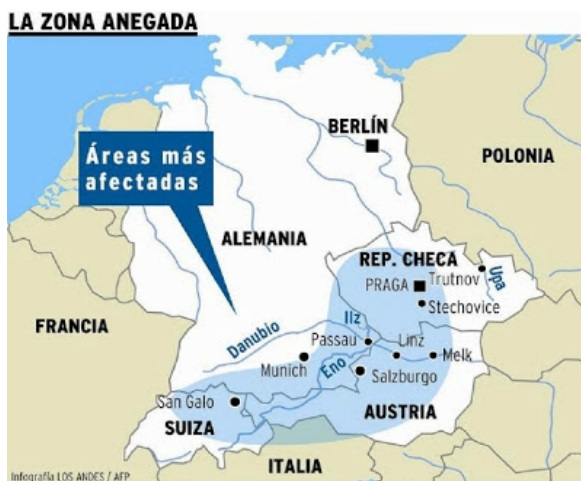 LA ZONA ANEGADA
BERLÍN
POLONIA
Áreas más
afectadas
ALEMANIA
REP. CHECA
PRAGA
Trutnov
Upa
Stechovice
FRANCIA
Danubio
Ilz
Passau
Linz
Melk
Munich
Eno
Salzburgo
San Galo
SUIZA
AUSTRIA
ITALIA
Infografía LOS ANDES / AFP